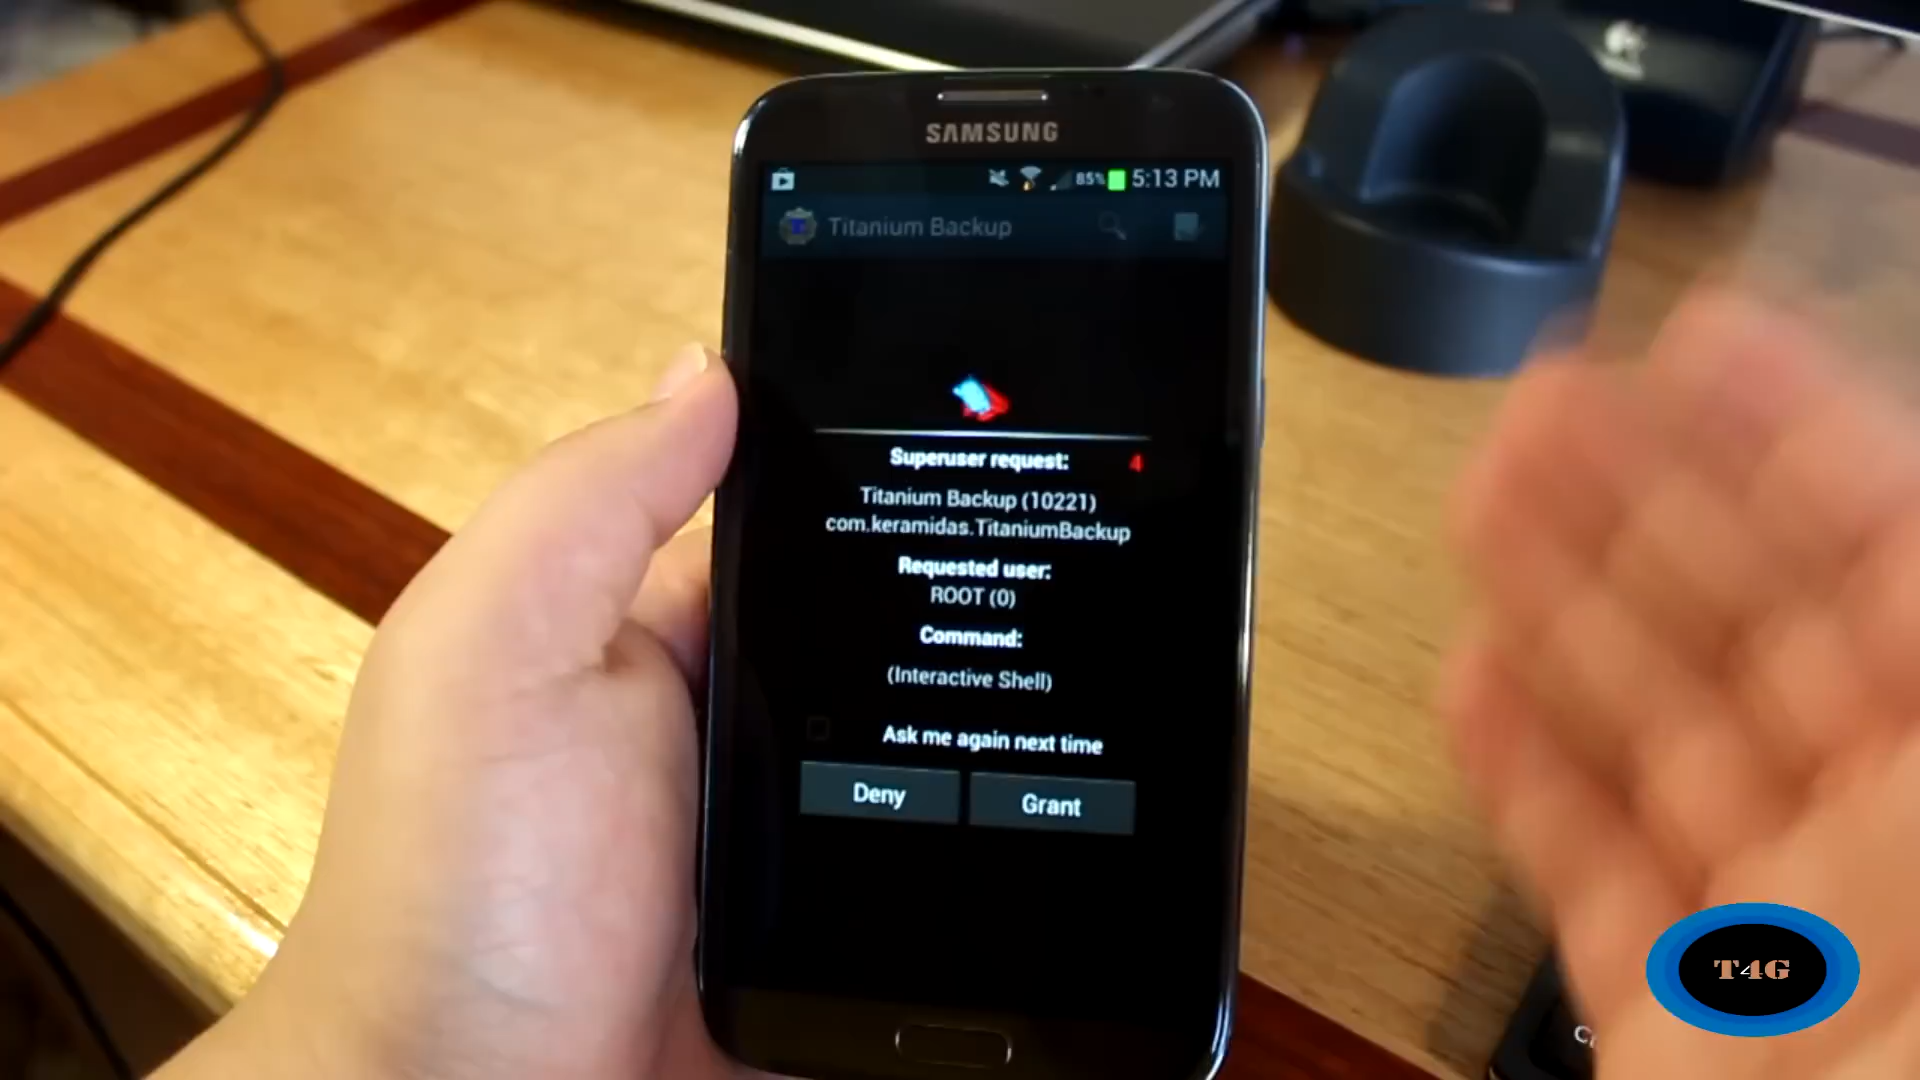 SAMSUNG
85% 5:13 PM
Titanium Backup
Superuser request: 4
Titanium Backup (10221)
com.keramidas.TitaniumBackup
Requested user:
ROOT (0)
Command:
(Interactive Shell)
Ask me again next time
Deny Grant
T4G